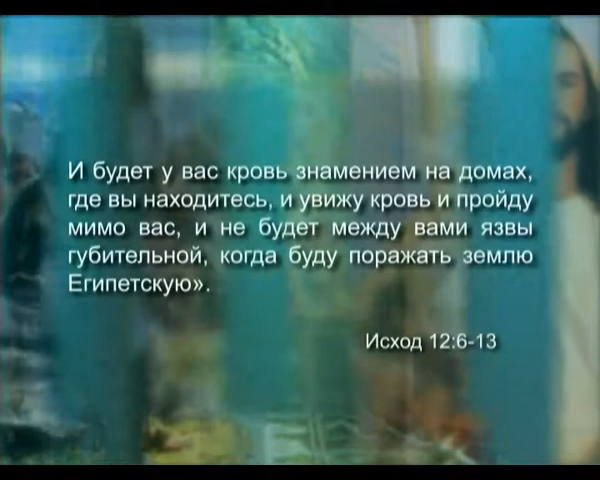 И будет у вас кровь знамением на домах,
где вы находитесь, и увижу кровь и пройду
мимо вас, и не будет между вами язвы
губительной, когда буду поражать землю
Египетскую».
Исход 12:6-13